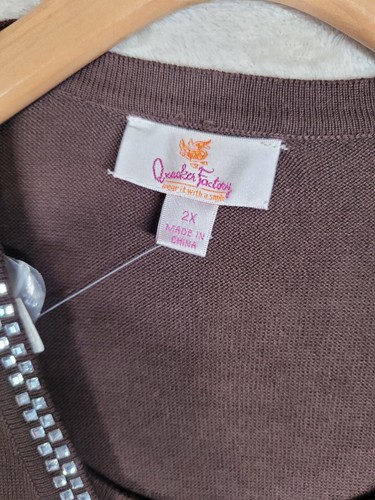 Quacker Factory
wear it with a smile
2X
MADE IN
CHINA